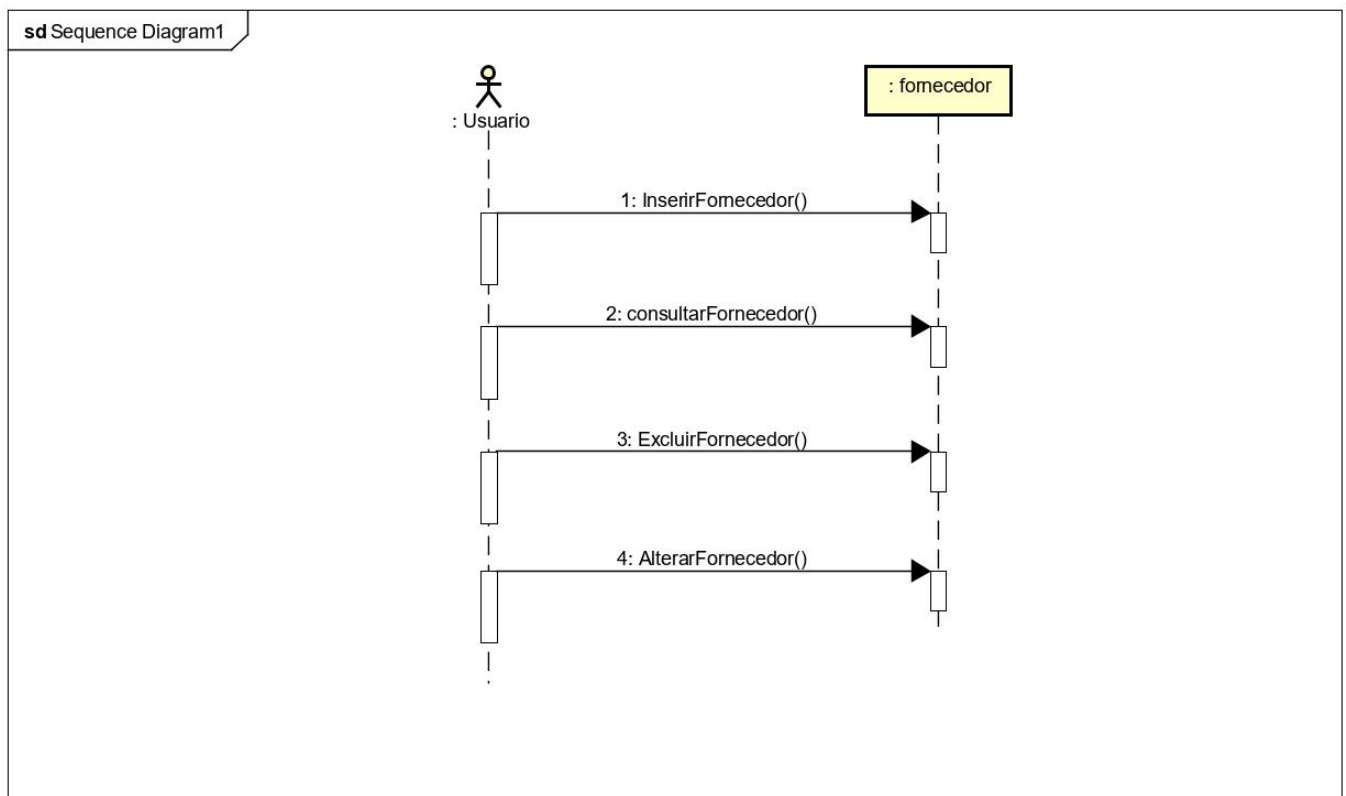 sd Sequence Diagram1
: Usuario
: fornecedor
1: InserirFornecedor()
2: consultarFornecedor()
3: ExcluirFornecedor()
4: AlterarFornecedor()